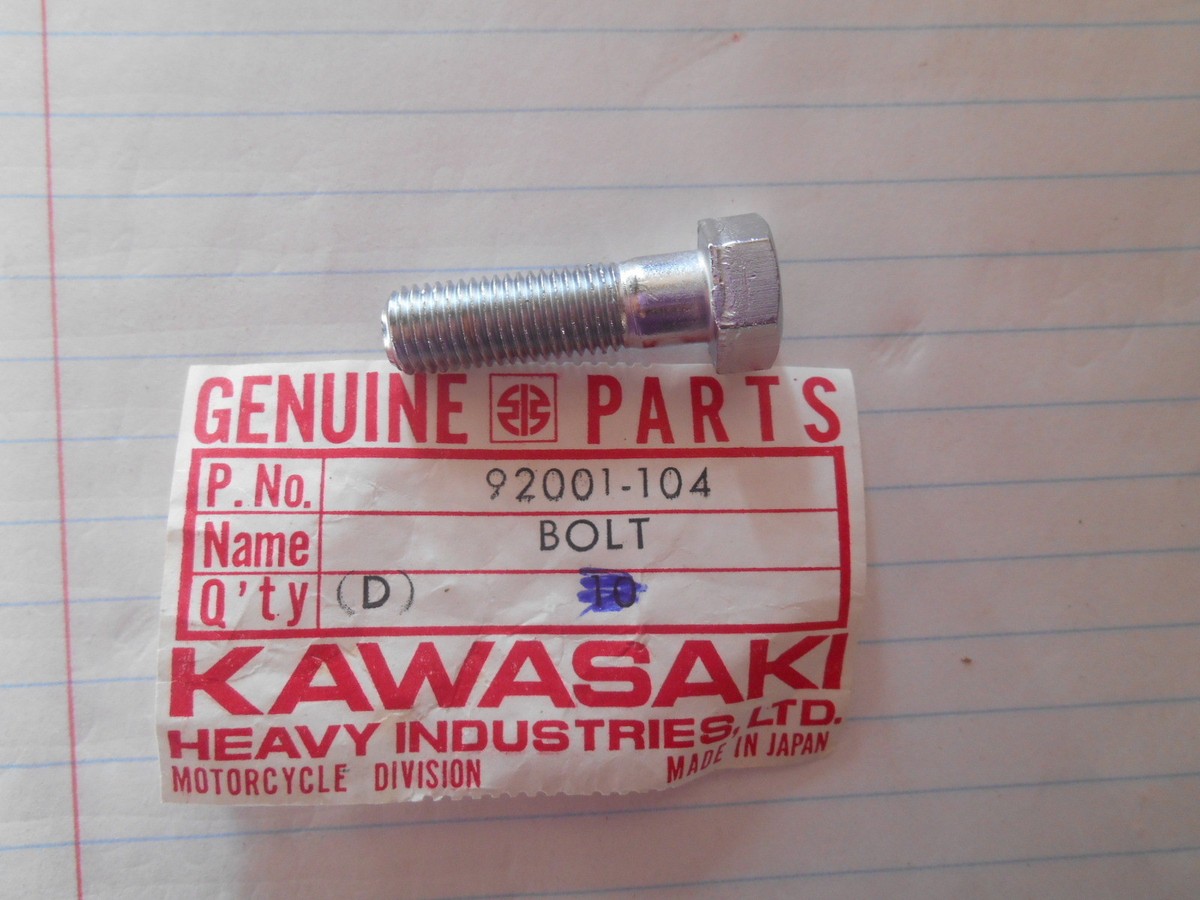 GENUINE PARTS
P.No. 92001-104
Name BOLT
Q'ty (D) 10
KAWASAKI
HEAVY INDUSTRIES, LTD.
MOTORCYCLE DIVISION MADE IN JAPAN